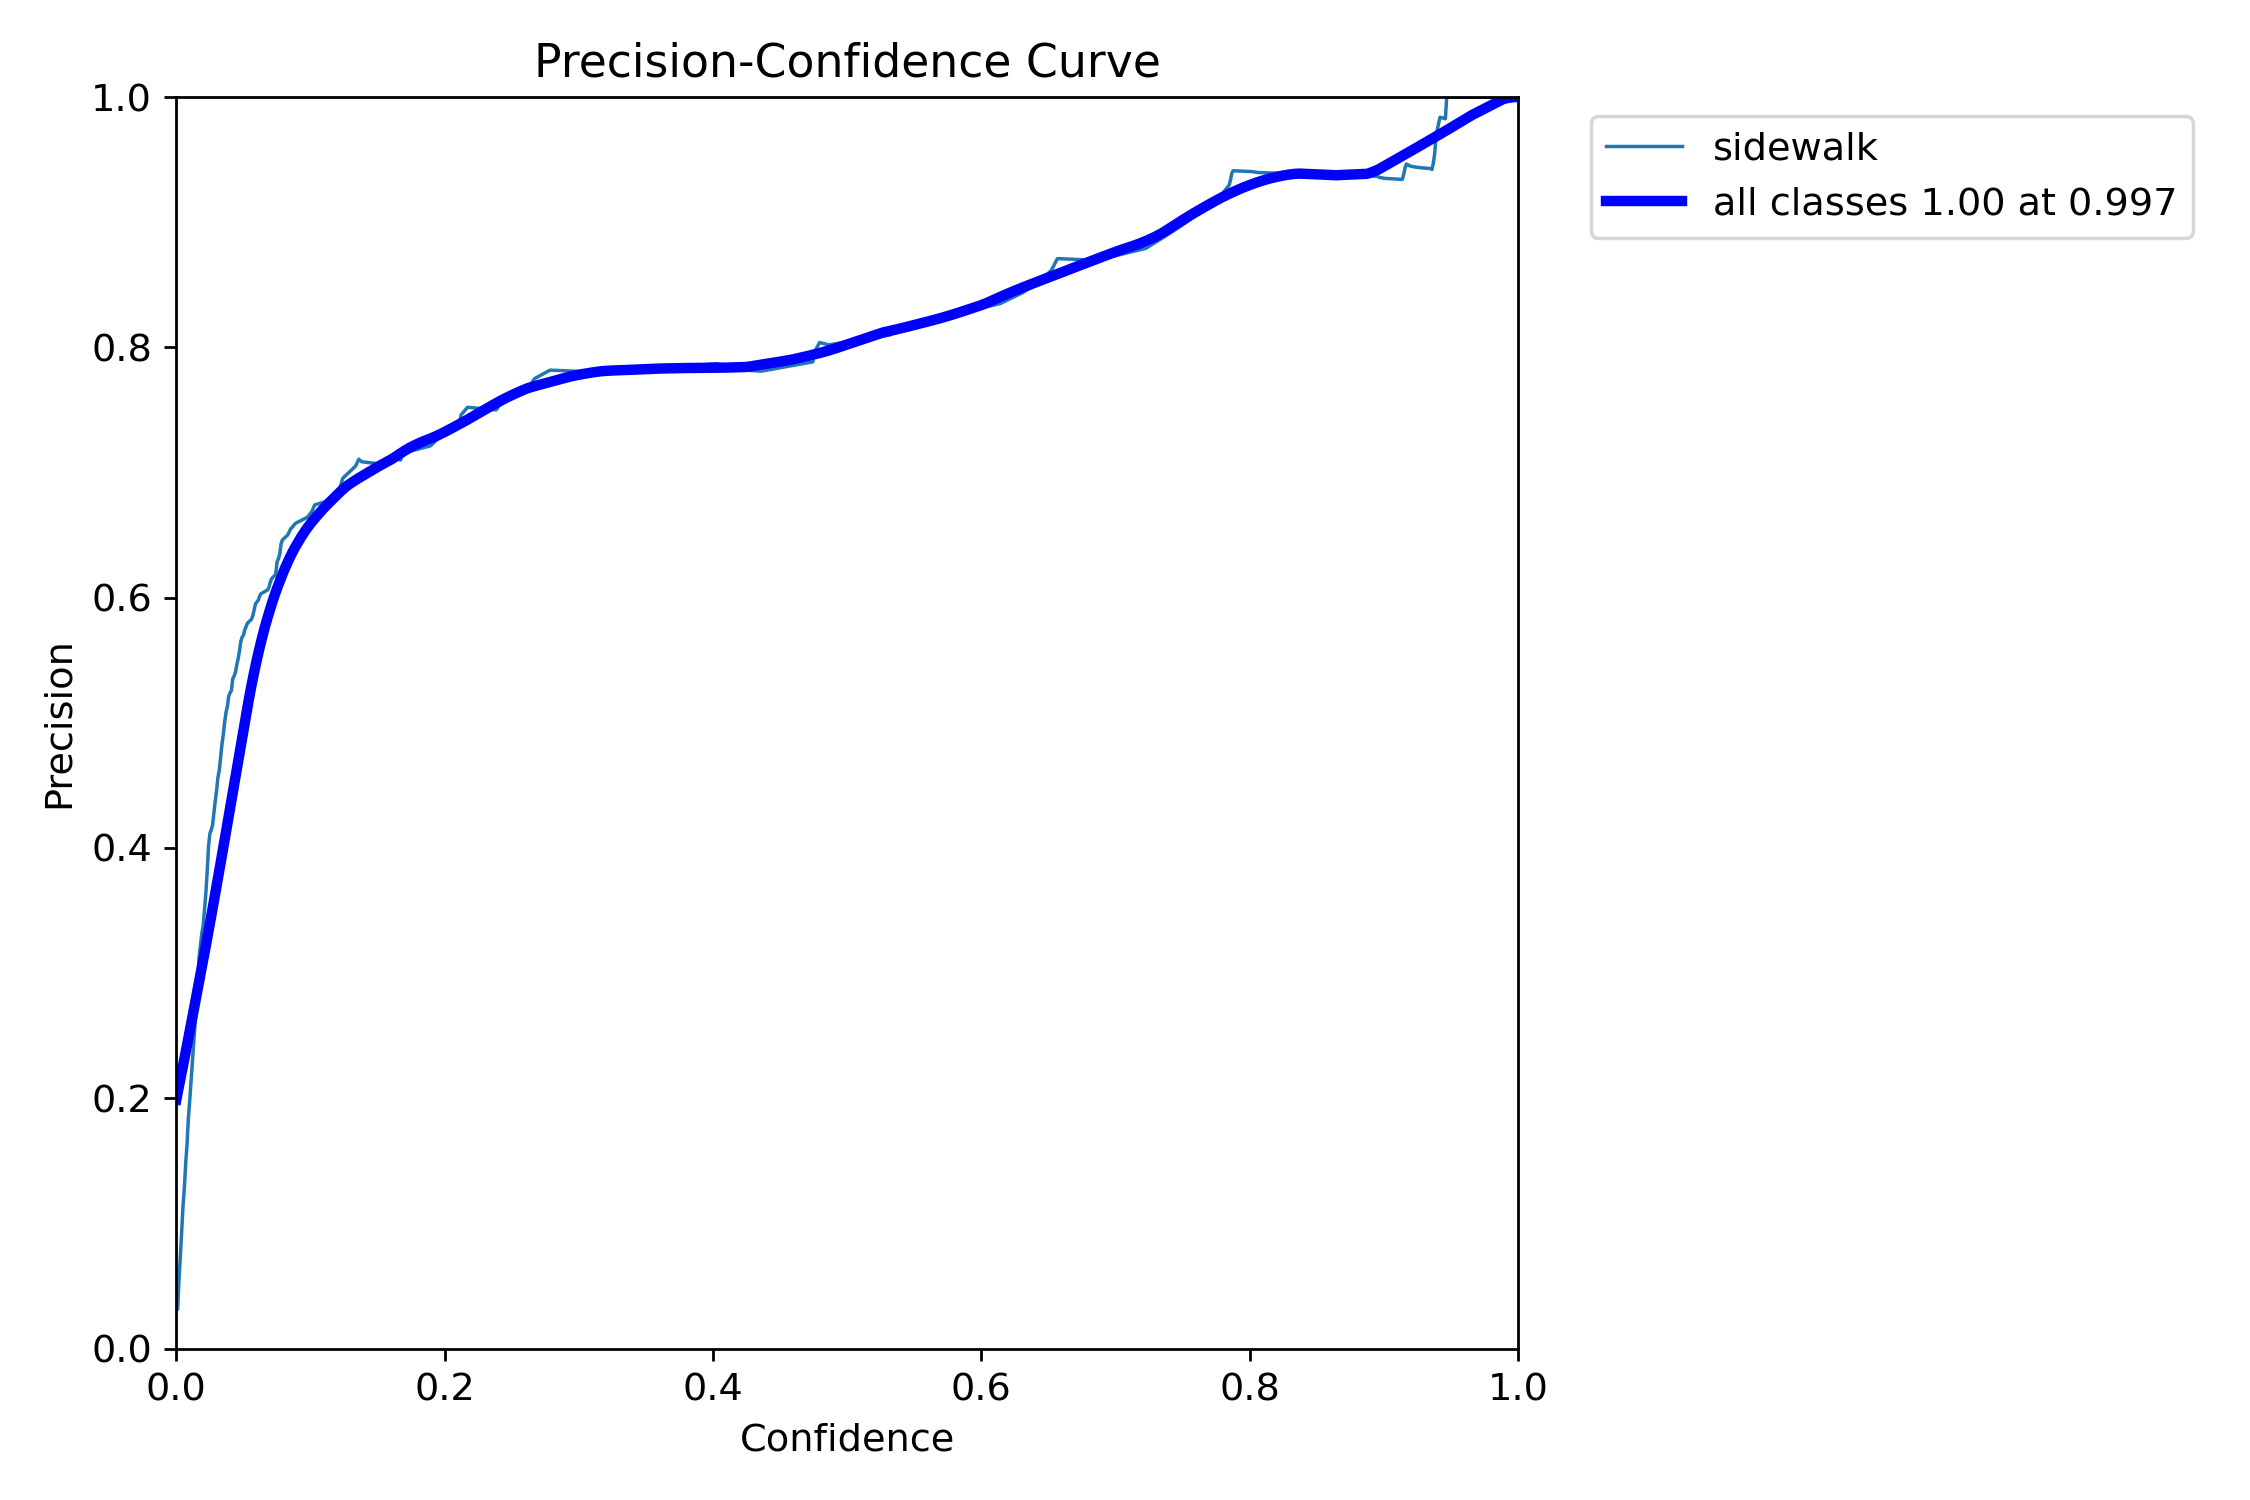 Precision-Confidence Curve
sidewalk
all classes 1.00 at 0.997
1.0
0.8
0.6
0.4
0.2
0.0
Precision
0.0 0.2 0.4 0.6 0.8 1.0
Confidence